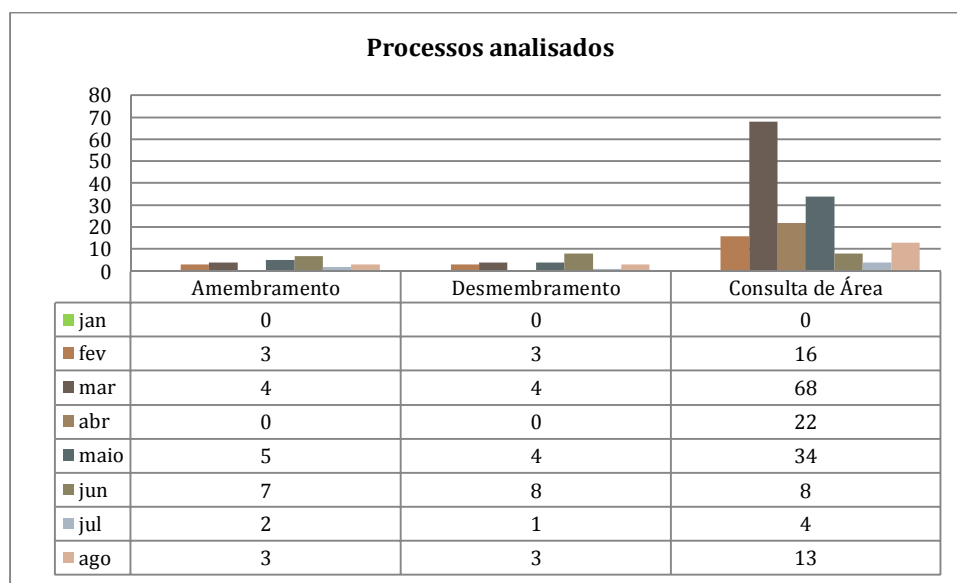 Processos analisados
80
70
60
50
40
30
20
10
0
Amembramento Desmembramento Consulta de Área
jan 0 0 0
fev 3 3 16
mar 4 4 68
abr 0 0 22
maio 5 4 34
jun 7 8 8
jul 2 1 4
ago 3 3 13